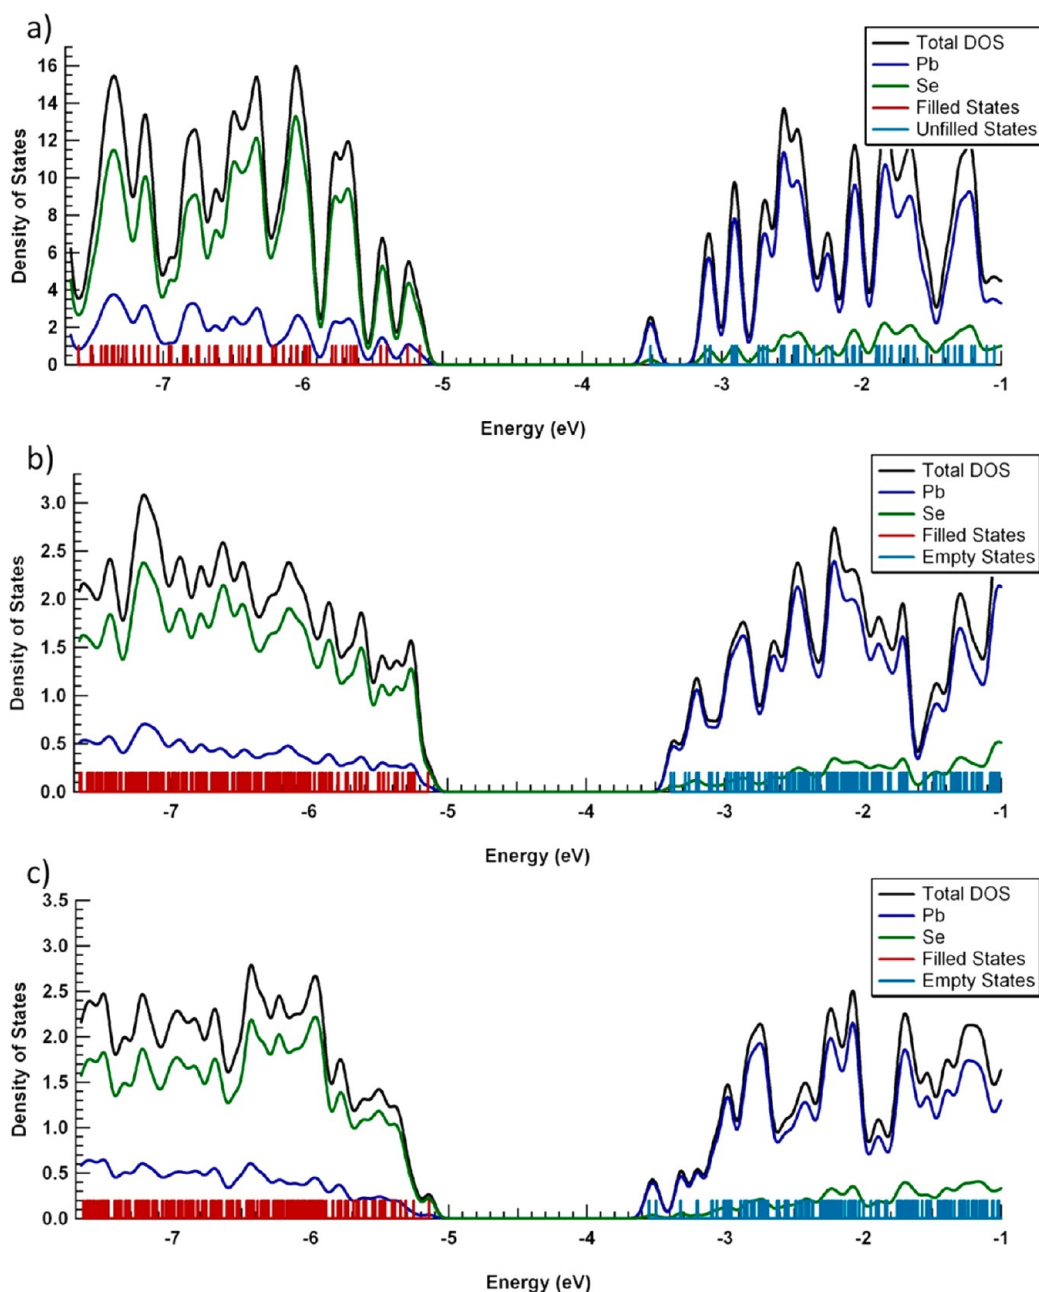 a)
Total DOS
Pb
Se
Filled States
Unfilled States
16
14
12
10
8
6
4
2
0
Density of States
-7
-6
-5
-4
-3
-2
-1
Energy (eV)
b)
Total DOS
Pb
Se
Filled States
Empty States
3.0
2.5
2.0
1.5
1.0
0.5
0.0
Density of States
-7
-6
-5
-4
-3
-2
-1
Energy (eV)
c)
Total DOS
Pb
Se
Filled States
Empty States
3.5
3.0
2.5
2.0
1.5
1.0
0.5
0.0
Density of States
-7
-6
-5
-4
-3
-2
-1
Energy (eV)